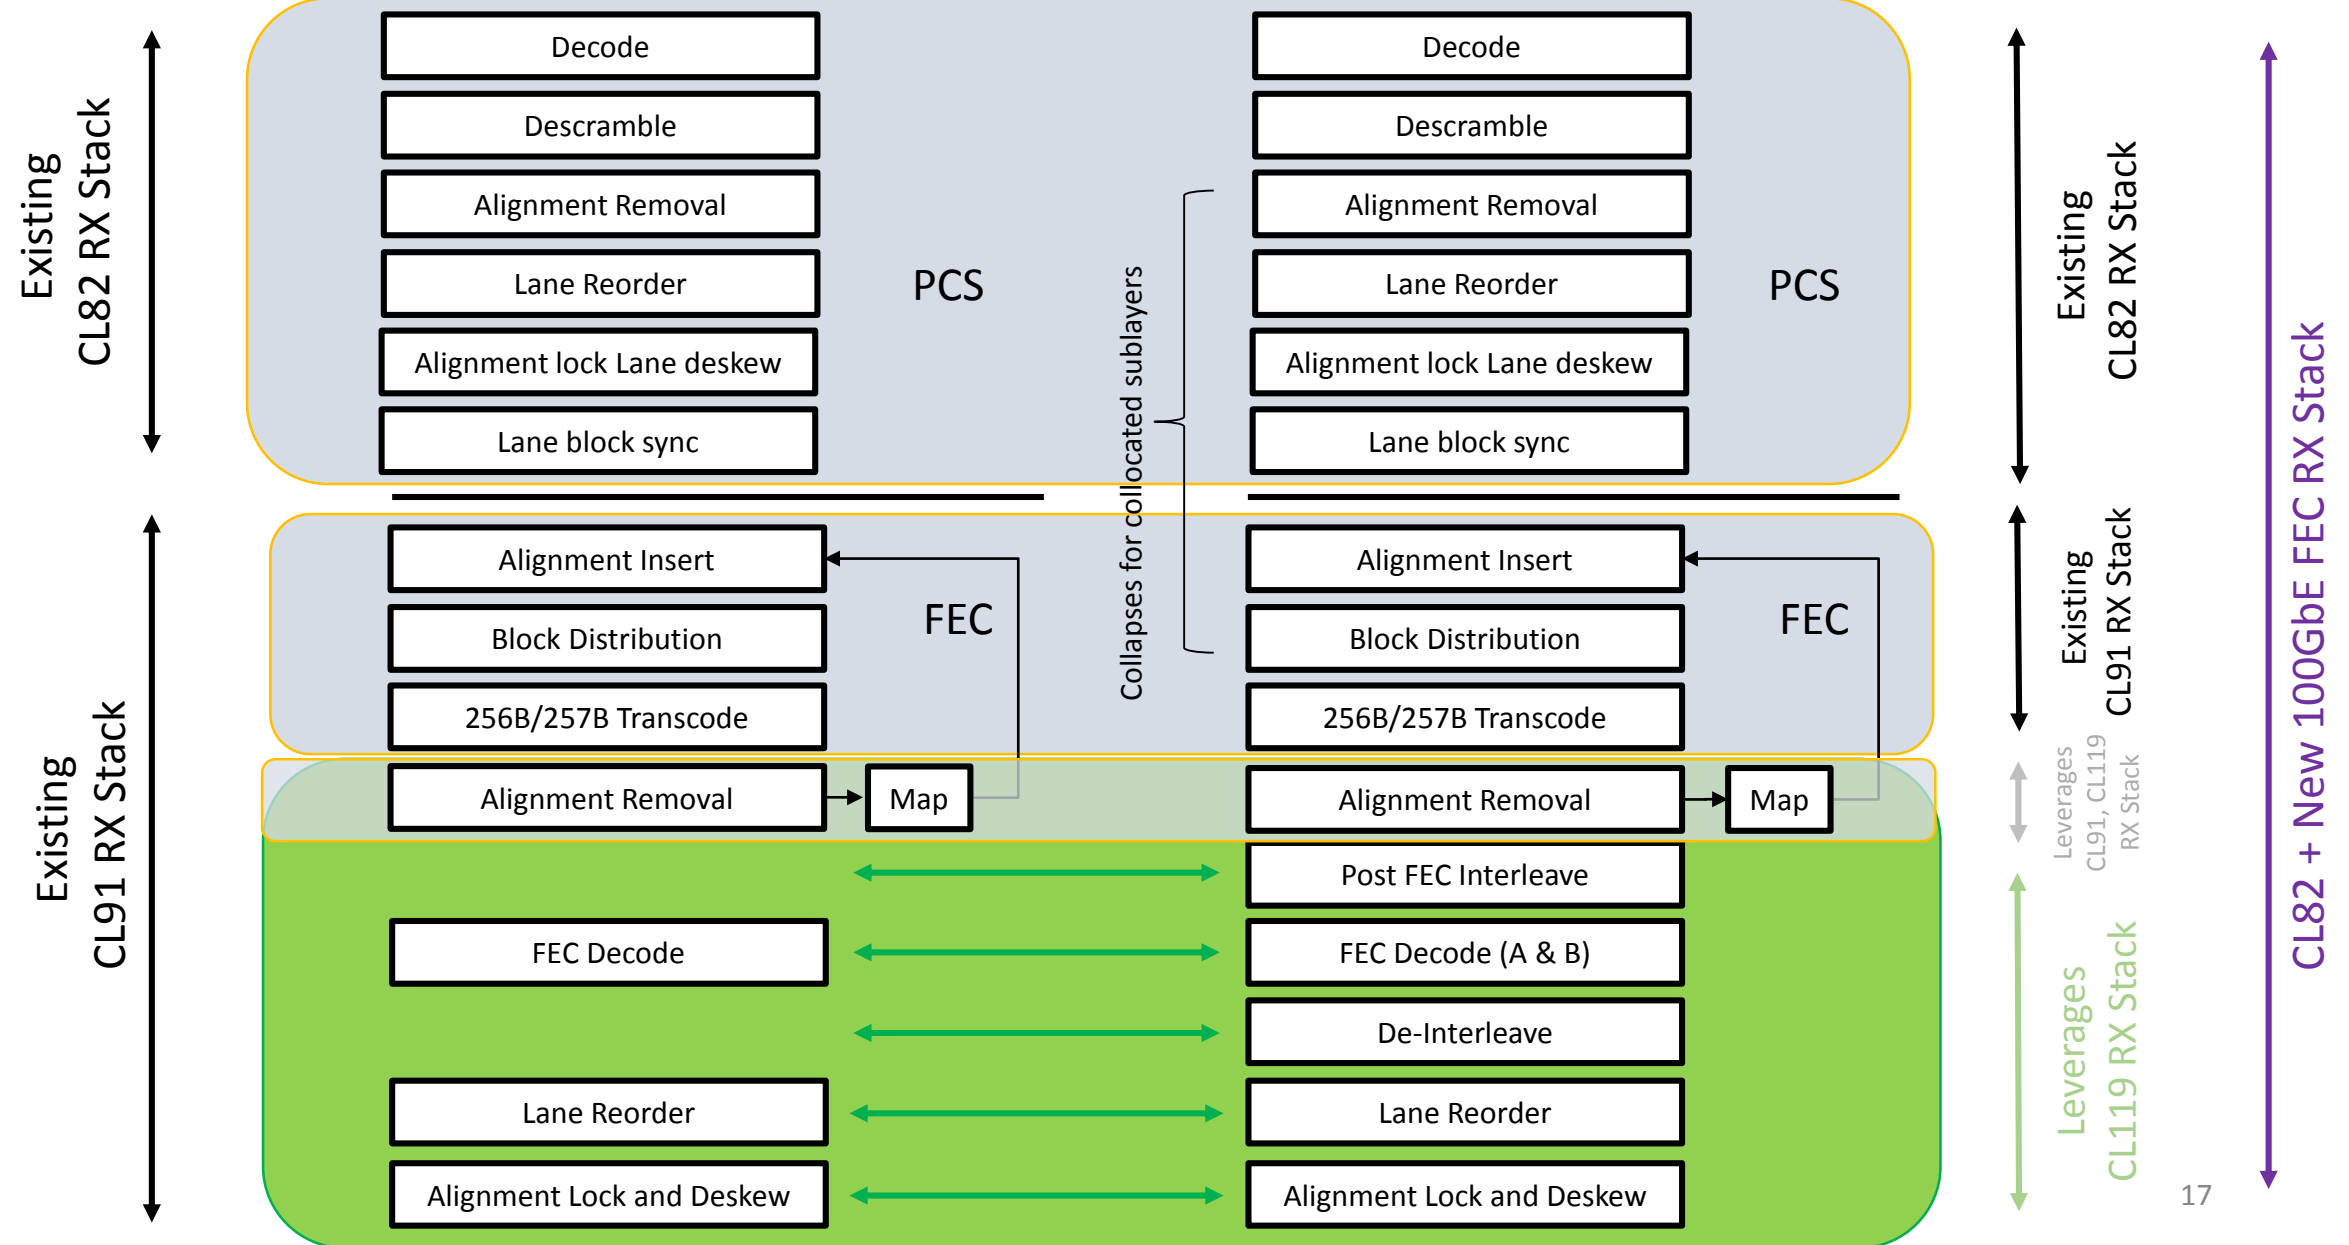 Existing
CL82 RX Stack
Decode
Descramble
Alignment Removal
Lane Reorder
Alignment lock Lane deskew
Lane block sync
PCS
Existing
CL91 RX Stack
Alignment Insert
Block Distribution
256B/257B Transcode
Alignment Removal
Map
FEC
FEC Decode
Lane Reorder
Alignment Lock and Deskew
Collapses for collocated sublayers
Decode
Descramble
Alignment Removal
Lane Reorder
Alignment lock Lane deskew
Lane block sync
PCS
Alignment Insert
Block Distribution
256B/257B Transcode
Alignment Removal
Map
FEC
Post FEC Interleave
FEC Decode (A & B)
De-Interleave
Lane Reorder
Alignment Lock and Deskew
Existing
CL82 RX Stack
Existing
CL91 RX Stack
Leverages
CL91, CL119
RX Stack
Leverages
CL119 RX Stack
CL82 + New 100GbE FEC RX Stack
17